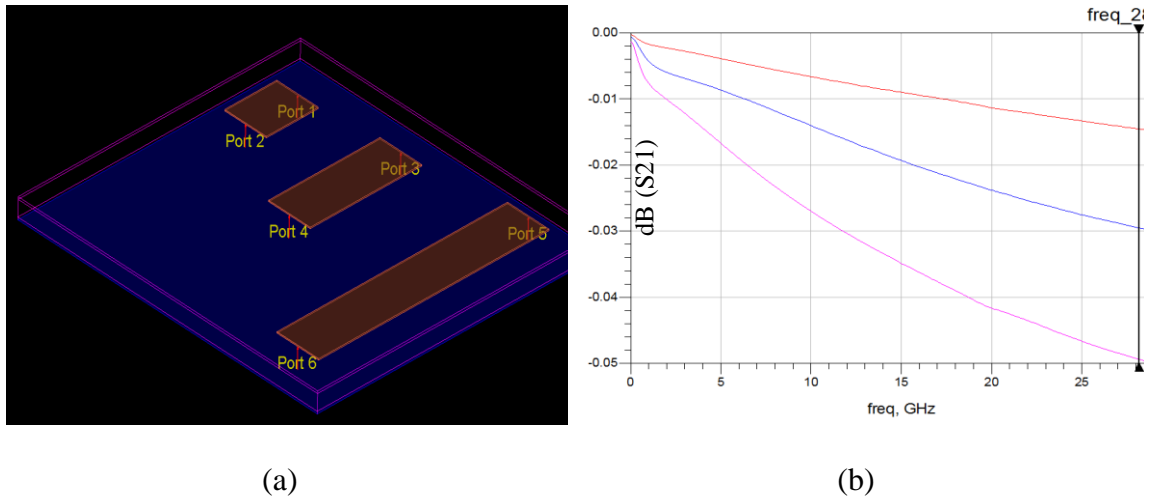 Port 1
Port 2
Port 3
Port 4
Port 5
Port 6
(a)
freq_28
0.00
-0.01
-0.02
-0.03
-0.04
-0.05
dB (S21)
0 5 10 15 20 25
freq, GHz
(b)